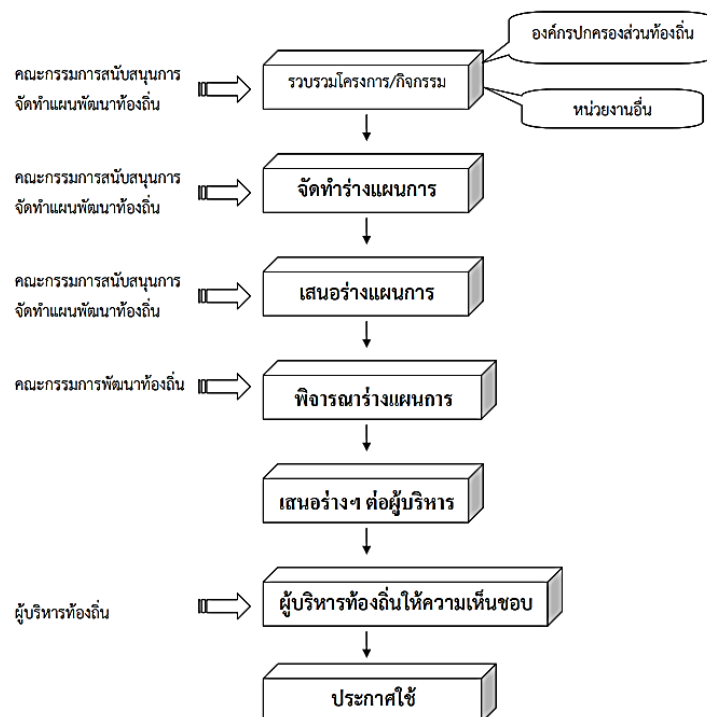 องค์กรปกครองส่วนท้องถิ่น
คณะกรรมการสนับสนุนการ
จัดทำแผนพัฒนาท้องถิ่น
รวบรวมโครงการ/กิจกรรม
หน่วยงานอื่น
คณะกรรมการสนับสนุนการ
จัดทำแผนพัฒนาท้องถิ่น
จัดทำร่างแผนการ
คณะกรรมการสนับสนุนการ
จัดทำแผนพัฒนาท้องถิ่น
เสนอร่างแผนการ
คณะกรรมการพัฒนาท้องถิ่น
พิจารณาร่างแผนการ
เสนอร่างฯ ต่อผู้บริหาร
ผู้บริหารท้องถิ่น
ผู้บริหารท้องถิ่นให้ความเห็นชอบ
ประกาศใช้